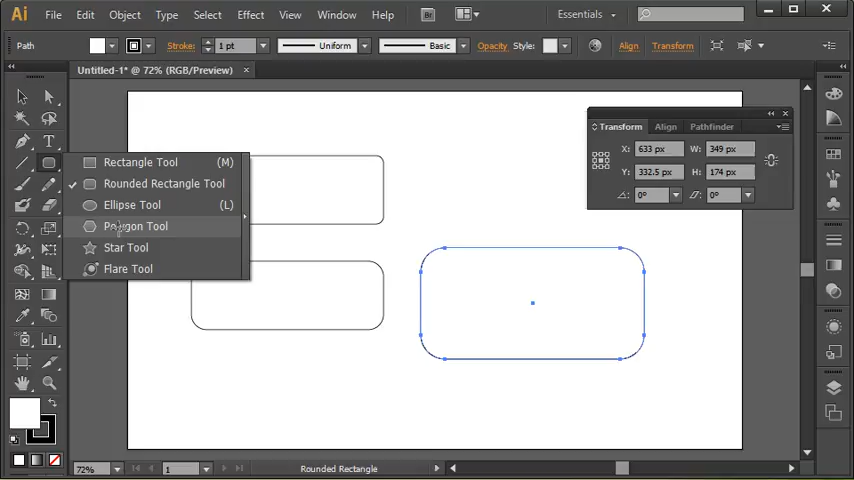 Ai File Edit Object Type Select Effect View Window Help Br Essentials
Path Stroke: 1 pt Uniform Basic Opacity Style: Align Transform
Untitled-1* @ 72% (RGB/Preview) ×
Transform Align Pathfinder
X: 633 px W: 349 px
Y: 332.5 px H: 174 px
0° 0°
T
Rectangle Tool (M)
Rounded Rectangle Tool
Ellipse Tool (L)
Polygon Tool
Star Tool
Flare Tool
72% 1 Rounded Rectangle